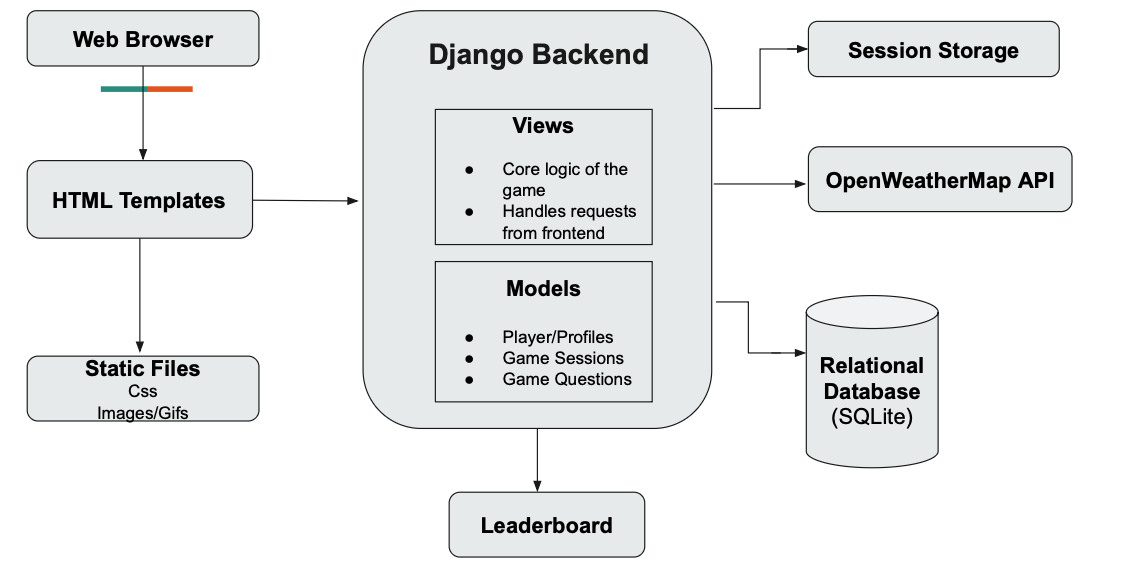 Web Browser
HTML Templates
Static Files
Css
Images/Gifs
Django Backend
Views
● Core logic of the
game
● Handles requests
from frontend
Models
● Player/Profiles
● Game Sessions
● Game Questions
Leaderboard
Session Storage
OpenWeatherMap API
Relational
Database
(SQLite)